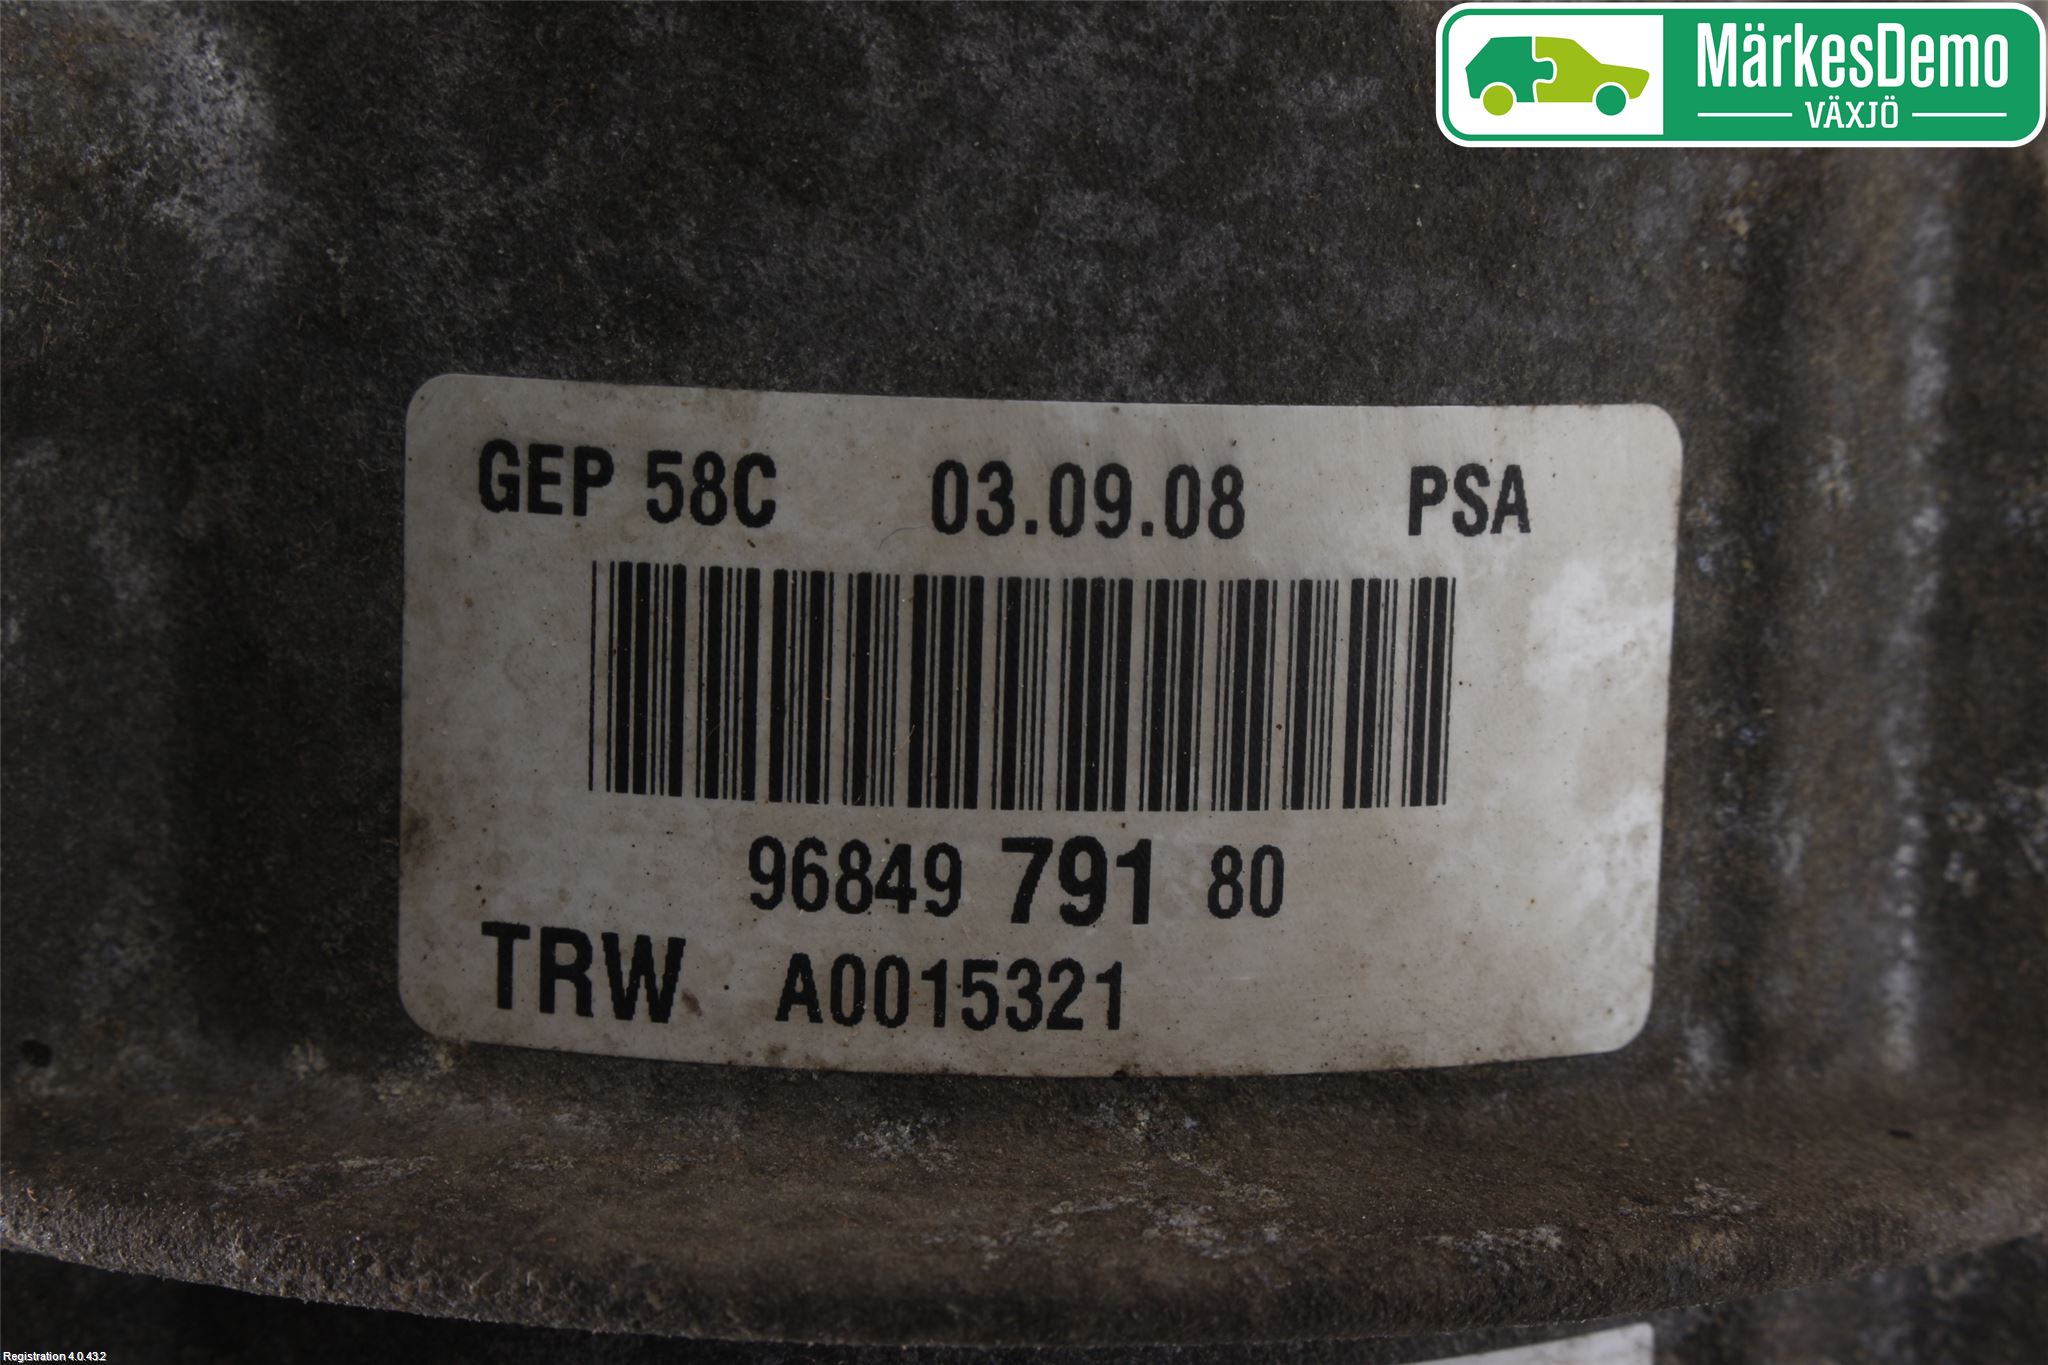 MärkesDemo
VÄXJÖ
GEP 58C 03.09.08 PSA
96849 791 80
TRW A0015321
Registration 4.0.43.2